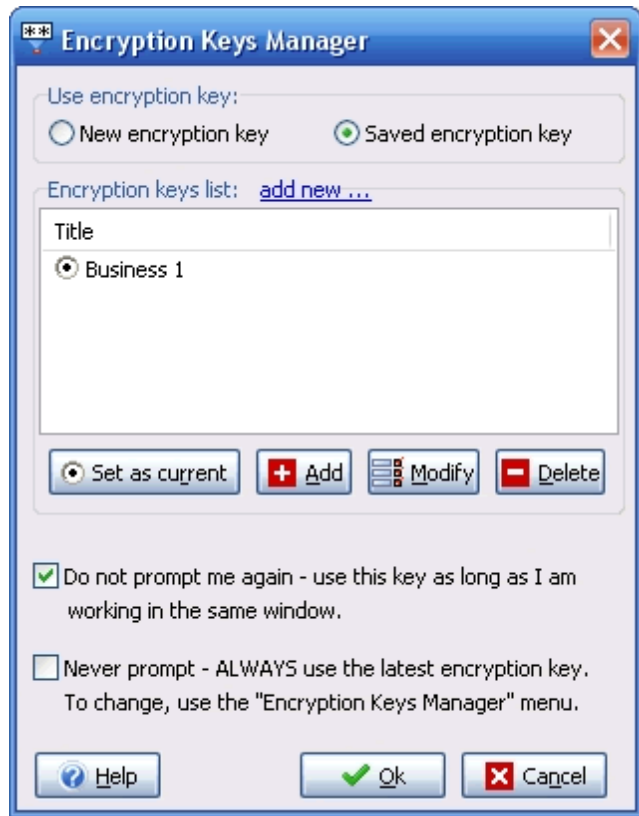 Encryption Keys Manager
Use encryption key:
New encryption key Saved encryption key
Encryption keys list: add new ...
Title
Business 1
Set as current Add Modify Delete
Do not prompt me again - use this key as long as I am
working in the same window.
Never prompt - ALWAYS use the latest encryption key.
To change, use the "Encryption Keys Manager" menu.
Help Ok Cancel